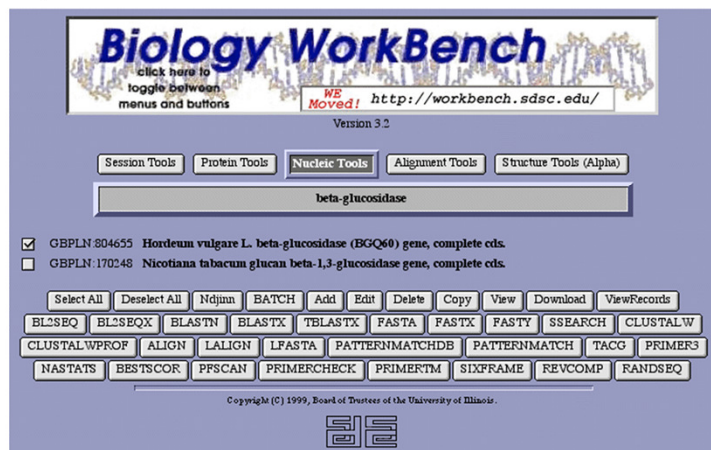 Biology WorkBench
click here to
toggle between
menus and buttons
WE Moved! http://workbench.sdsc.edu/
Version 3.2
Session Tools Protein Tools Nucleic Tools Alignment Tools Structure Tools (Alpha)
beta-glucosidase
GBPLN:804655 Hordeum vulgare L. beta-glucosidase (BGQ60) gene, complete cds.
GBPLN:170248 Nicotiana tabacum glucan beta-1,3-glucosidase gene, complete cds.
Select All Deselect All Ndjinn BATCH Add Edit Delete Copy View Download ViewRecords
BL2SEQ BL2SEQX BLASTN BLASTX TBLASTX FASTA FASTX FASTY SSEARCH CLUSTALW
CLUSTALWPROF ALIGN LALIGN LFASTA PATTERNMATCHDB PATTERNMATCH TACG PRIMER3
NASTATS BESTSCOR PFSCAN PRIMERCHECK PRIMERTM SIXFRAME REVCOMP RANDSEQ
Copyright (C) 1999, Board of Trustees of the University of Illinois.